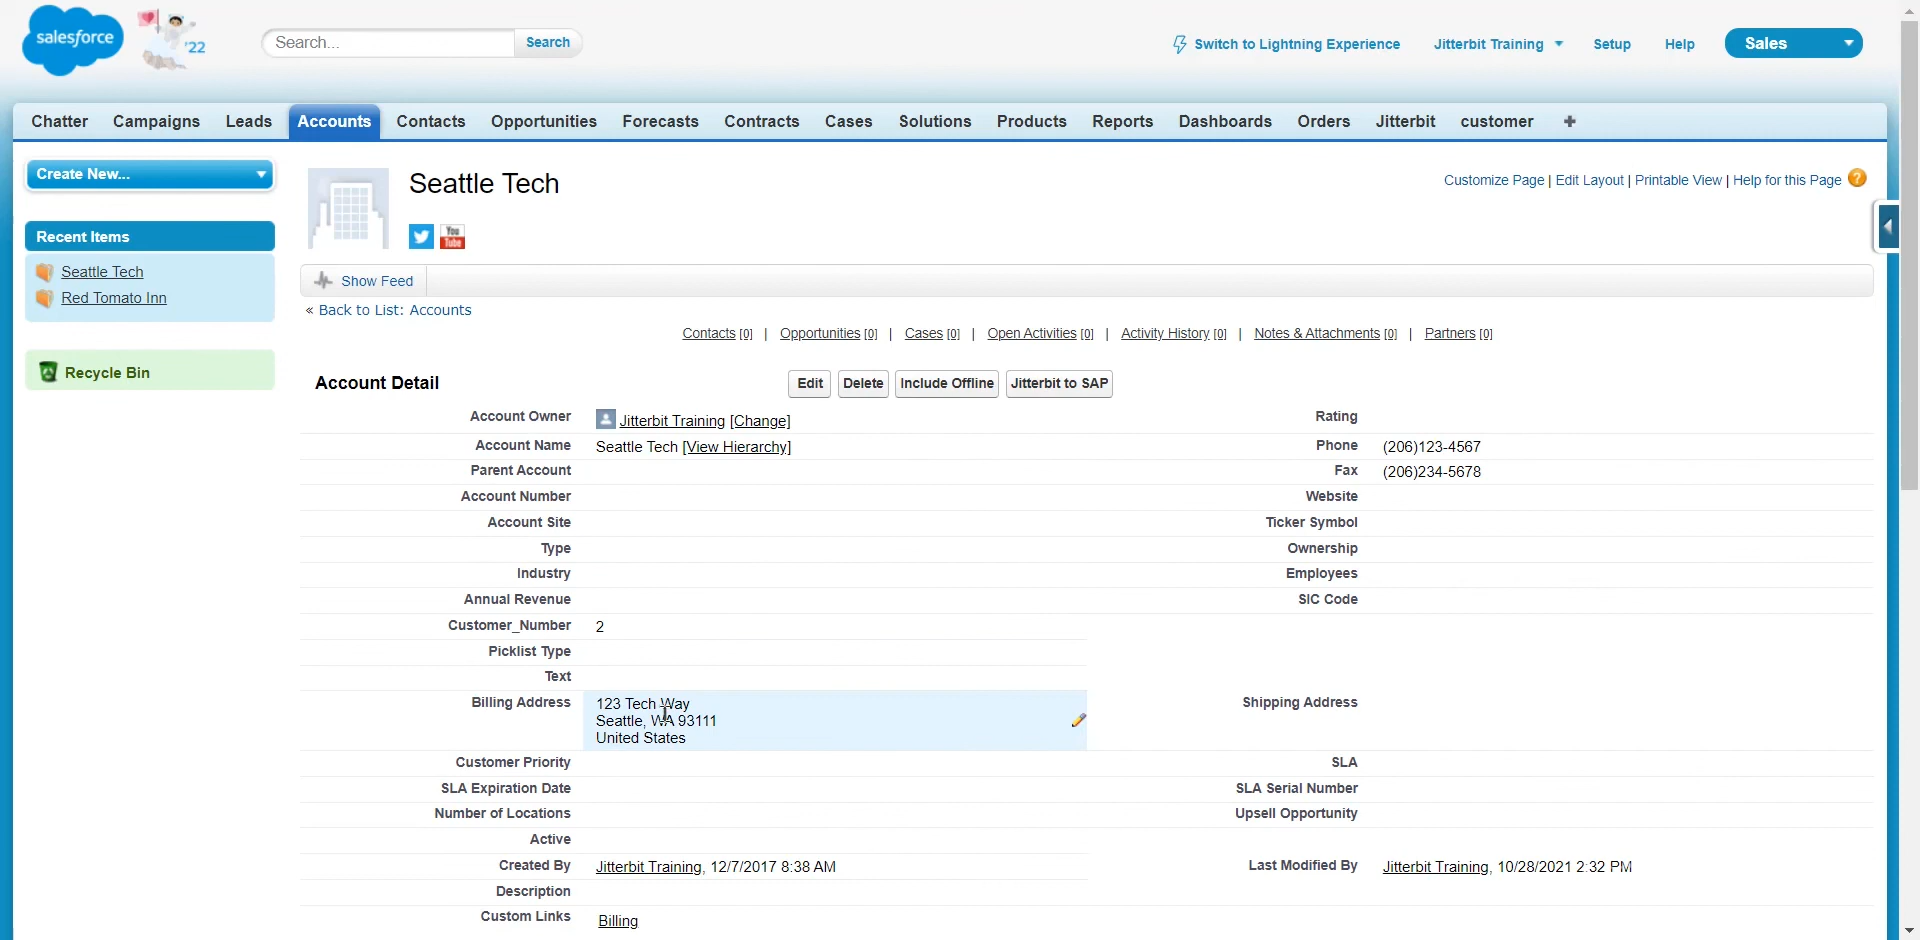 salesforce
'22
Search...
Search
Switch to Lightning Experience
Jitterbit Training
Setup
Help
Sales
Chatter Campaigns Leads Accounts Contacts Opportunities Forecasts Contracts Cases Solutions Products Reports Dashboards Orders Jitterbit customer +
Create New...
Recent Items
Seattle Tech
Red Tomato Inn
Recycle Bin
Seattle Tech
Customize Page | Edit Layout | Printable View | Help for this Page ?
You Tube
Show Feed
« Back to List: Accounts
Contacts [0] | Opportunities [0] | Cases [0] | Open Activities [0] | Activity History [0] | Notes & Attachments [0] | Partners [0]
Account Detail
Edit Delete Include Offline Jitterbit to SAP
Account Owner Jitterbit Training [Change] Rating
Account Name Seattle Tech [View Hierarchy] Phone (206)123-4567
Parent Account Fax (206)234-5678
Account Number Website
Account Site Ticker Symbol
Type Ownership
Industry Employees
Annual Revenue SIC Code
Customer_Number 2
Picklist Type
Text
Billing Address 123 Tech Way Shipping Address
Seattle, WA 93111
United States
Customer Priority SLA
SLA Expiration Date SLA Serial Number
Number of Locations Upsell Opportunity
Active
Created By Jitterbit Training, 12/7/2017 8:38 AM Last Modified By Jitterbit Training, 10/28/2021 2:32 PM
Description
Custom Links Billing